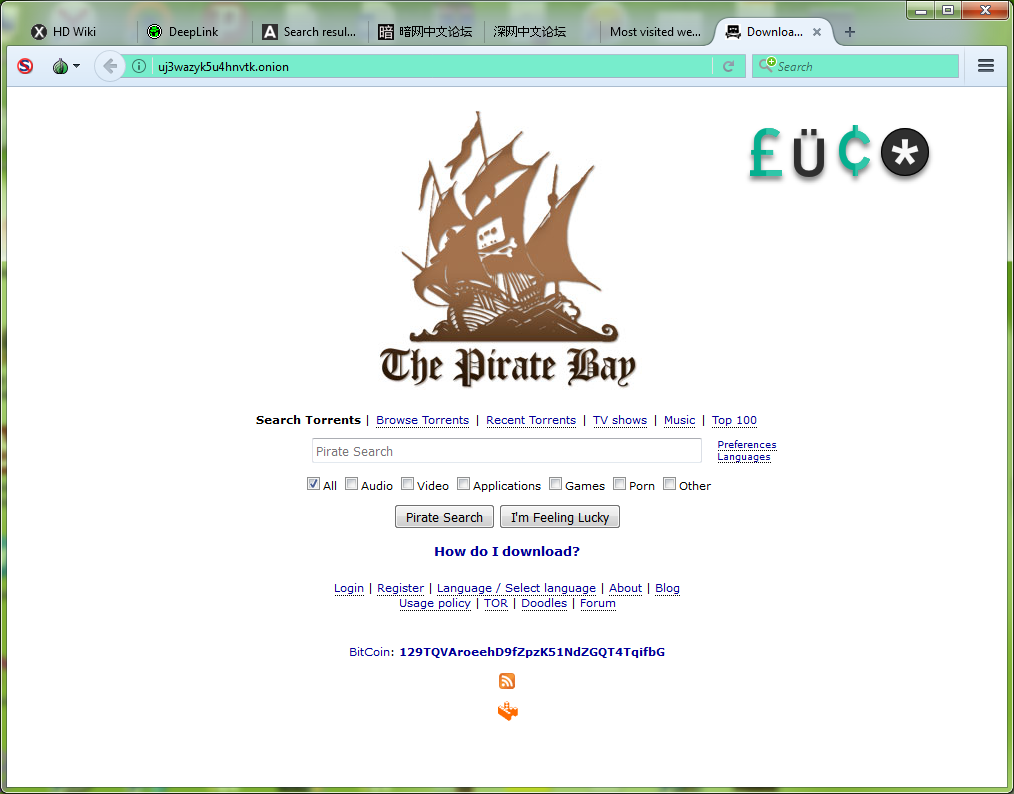 HD Wiki
DeepLink
Search resul...
暗 暗网中文论坛
深网中文论坛
Most visited we...
Downloa...
uj3wazyk5u4hnvtk.onion
Search
£ Ü ₵ *
The Pirate Bay
Search Torrents | Browse Torrents | Recent Torrents | TV shows | Music | Top 100
Pirate Search
Preferences
Languages
All Audio Video Applications Games Porn Other
Pirate Search I'm Feeling Lucky
How do I download?
Login | Register | Language / Select language | About | Blog
Usage policy | TOR | Doodles | Forum
BitCoin: 129TQVAroeehD9fZpzK51NdZGQT4TqifbG